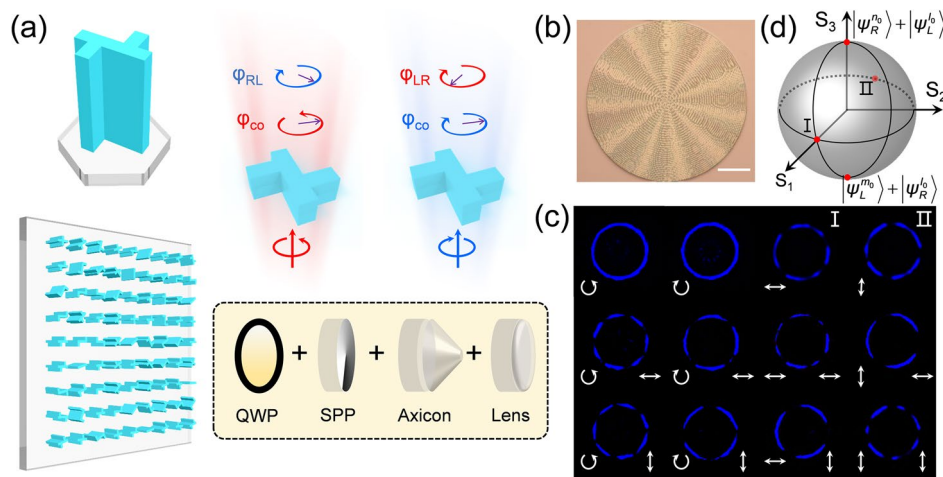 (a)
φRL
φco
φLR
φco
QWP + SPP + Axicon + Lens
(b)
(d)
S3
|ψ_R^{n0}⟩ + |ψ_L^{l0}⟩
II
S2
I
S1
|ψ_L^{m0}⟩ + |ψ_R^{l0}⟩
(c)
I
II